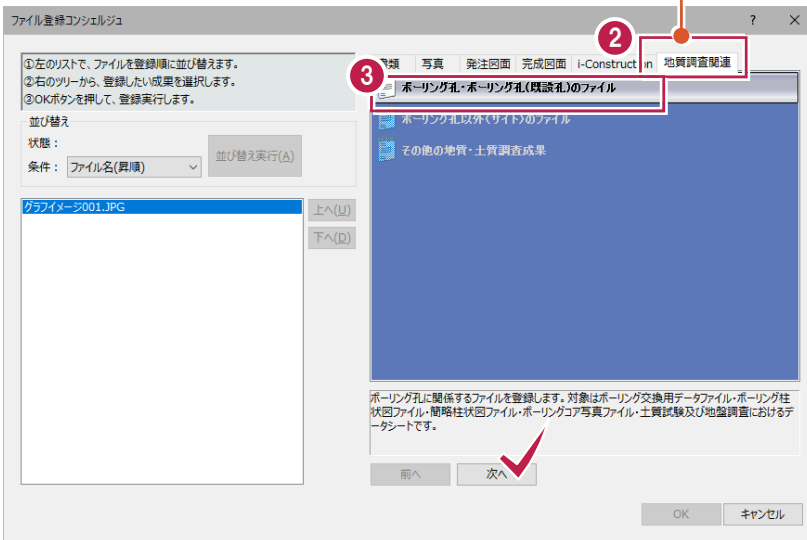 ファイル登録コンシェルジュ
? ×
①左のリストで、ファイルを登録順に並び替えます。
②右のツリーから、登録したい成果を選択します。
③OKボタンを押して、登録実行します。
並び替え
状態：
条件：
ファイル名(昇順)
並び替え実行(A)
グラフイメージ001.JPG
上へ(U)
下へ(D)
2
類 写真 発注図面 完成図面 i-Construction 地質調査関連
3
ボーリング孔・ボーリング孔(既設孔)のファイル
ボーリング孔以外(サイト)のファイル
その他の地質・土質調査成果
ボーリング孔に関係するファイルを登録します。対象はボーリング交換用データファイル・ボーリング柱
状図ファイル・簡略柱状図ファイル・ボーリングコア写真ファイル・土質試験及び地盤調査におけるデ
ータシートです。
前へ
次へ
OK
キャンセル